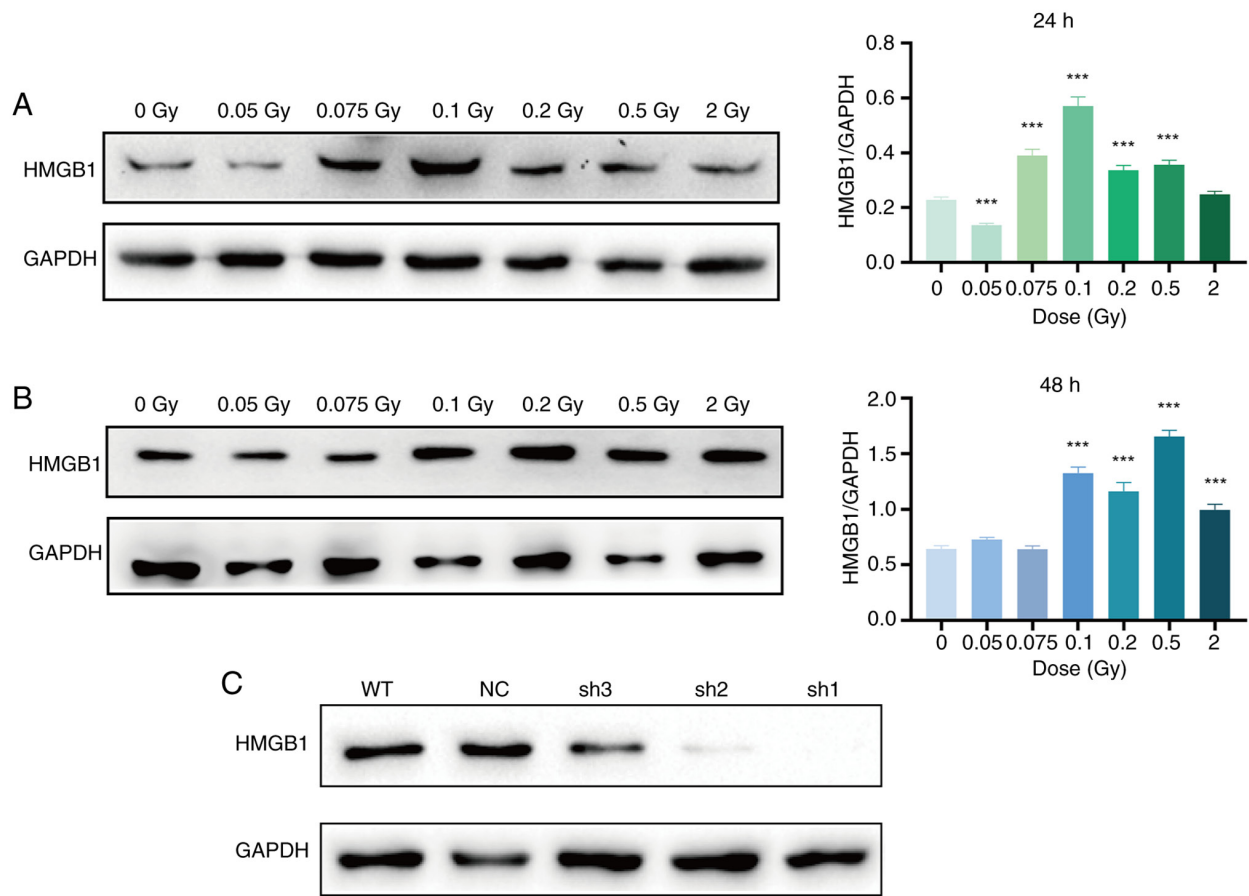 A
0 Gy 0.05 Gy 0.075 Gy 0.1 Gy 0.2 Gy 0.5 Gy 2 Gy
HMGB1
GAPDH
24 h
HMGB1/GAPDH
0.8
0.6
0.4
0.2
0.0
***
***
***
***
***
0 0.05 0.075 0.1 0.2 0.5 2
Dose (Gy)
B
0 Gy 0.05 Gy 0.075 Gy 0.1 Gy 0.2 Gy 0.5 Gy 2 Gy
HMGB1
GAPDH
48 h
HMGB1/GAPDH
2.0
1.5
1.0
0.5
0.0
***
***
***
***
0 0.05 0.075 0.1 0.2 0.5 2
Dose (Gy)
C
WT NC sh3 sh2 sh1
HMGB1
GAPDH